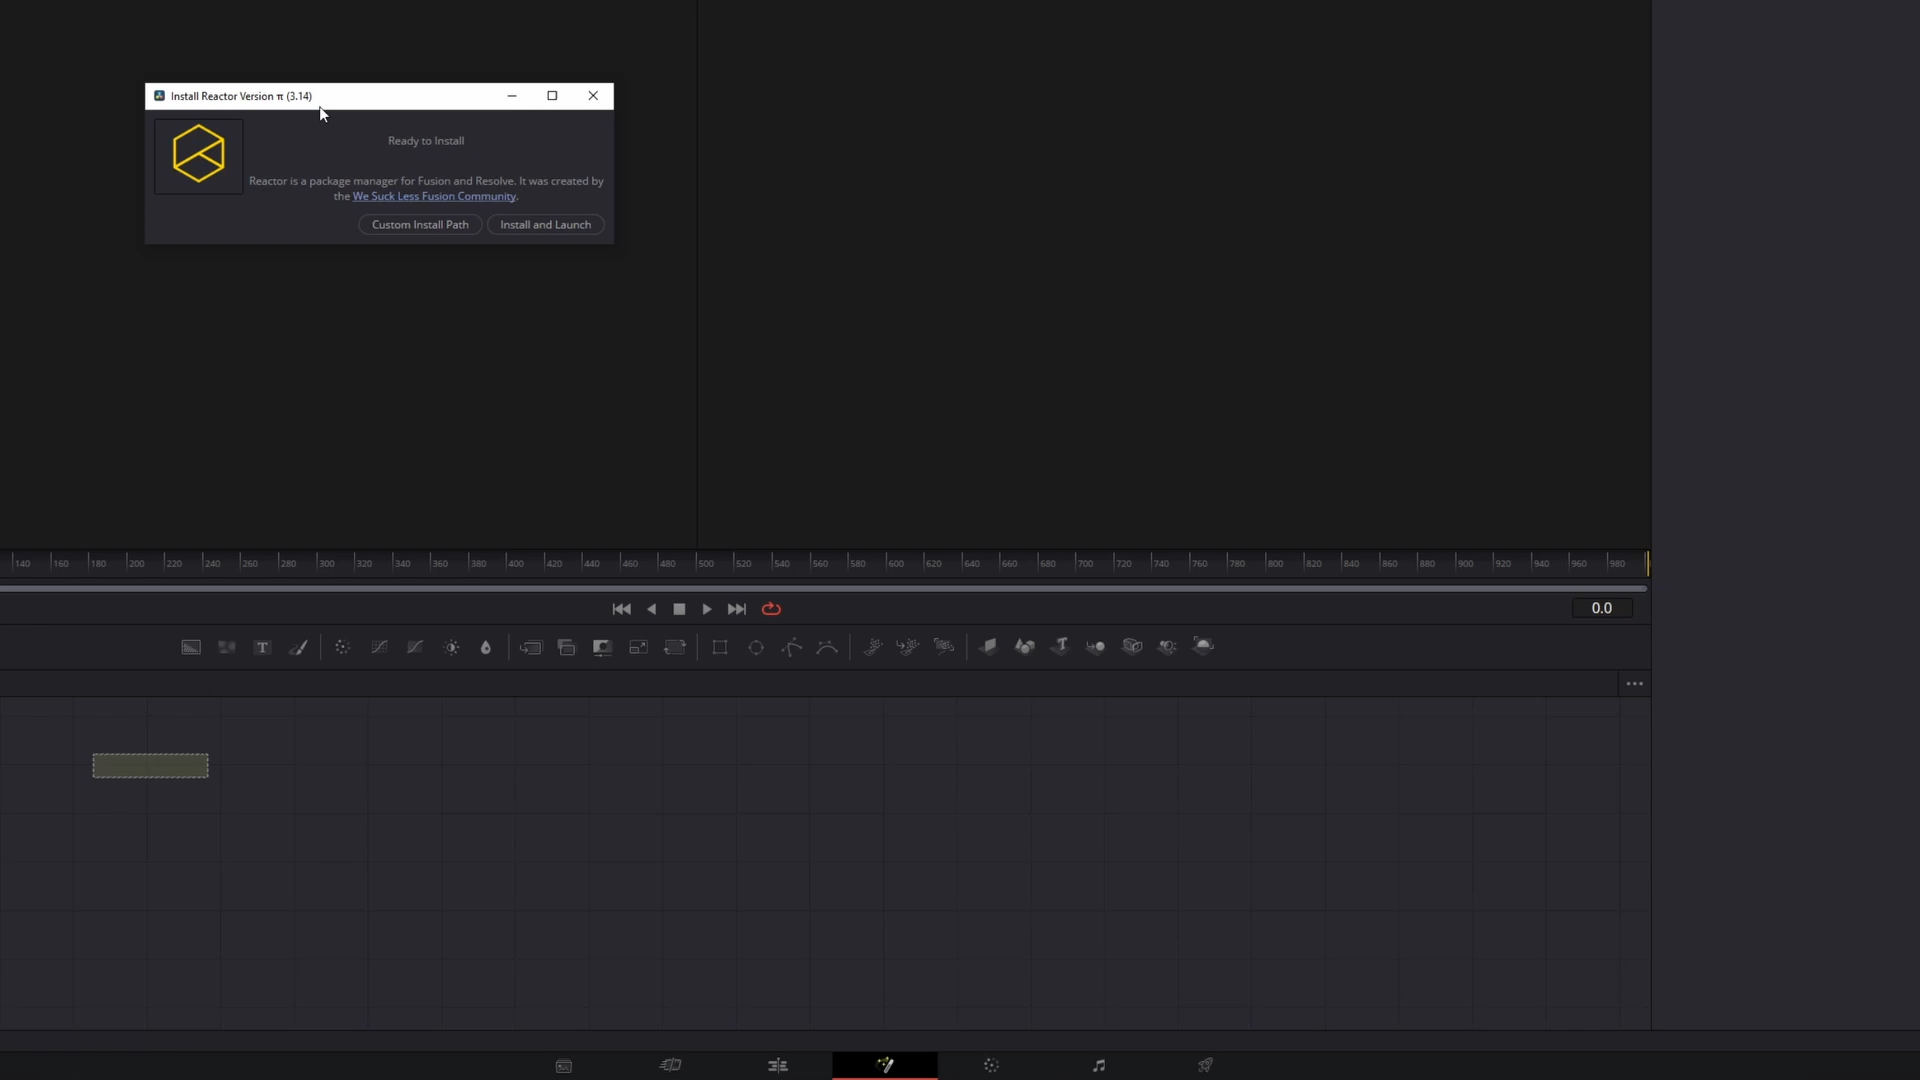 Install Reactor Version π (3.14)
Ready to Install
Reactor is a package manager for Fusion and Resolve. It was created by
the We Suck Less Fusion Community.
Custom Install Path
Install and Launch
140 160 180 200 220 240 260 280 300 320 340 360 380 400 420 440 460 480 500 520 540 560 580 600 620 640 660 680 700 720 740 760 780 800 820 840 860 880 900 920 940 960 980
0.0
T